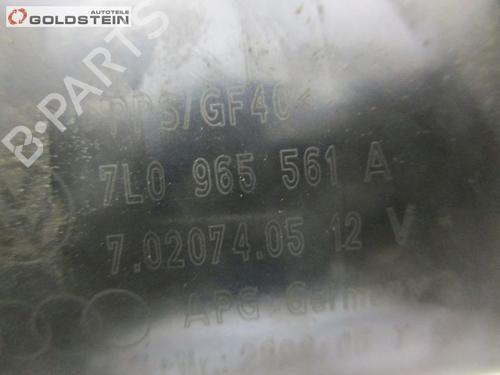 AUTOTEILE
GOLDSTEIN
B-PARTS
PPS/GF40<
7L0 965 561 A
7.02074.05 12 V
APG Germany